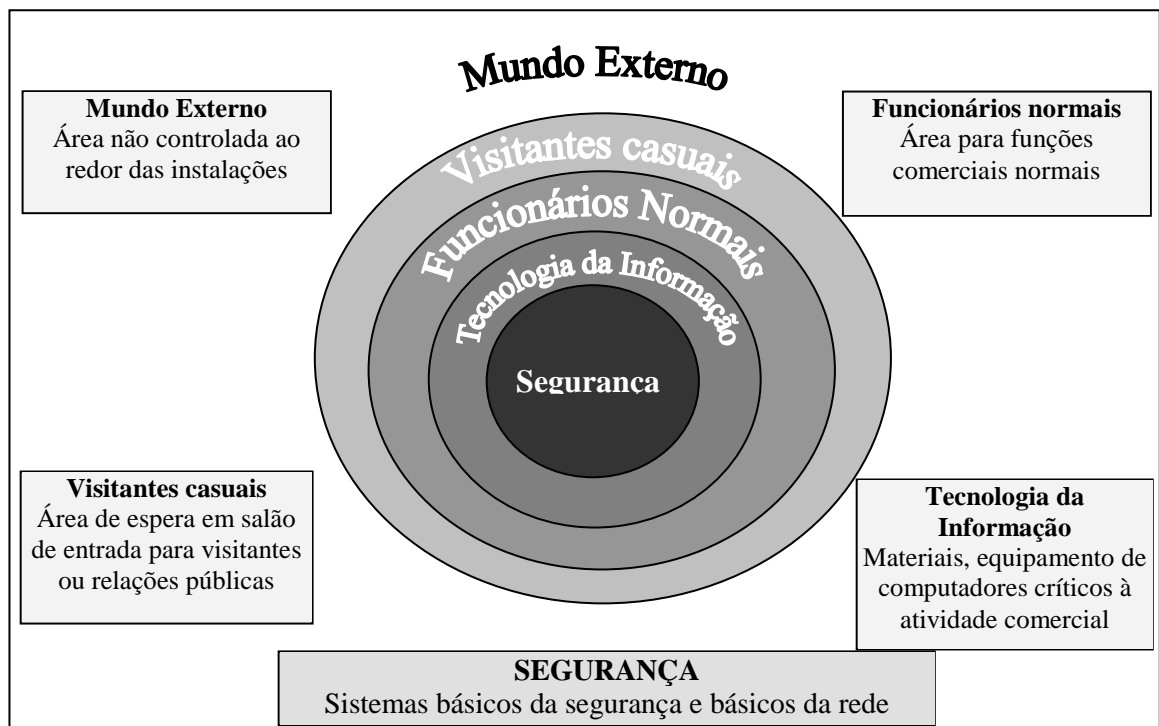 Mundo Externo
Mundo Externo
Área não controlada ao
redor das instalações
Funcionários normais
Área para funções
comerciais normais
Visitantes casuais
Funcionários Normais
Tecnologia da Informação
Segurança
Visitantes casuais
Área de espera em salão
de entrada para visitantes
ou relações públicas
Tecnologia da
Informação
Materiais, equipamento de
computadores críticos à
atividade comercial
SEGURANÇA
Sistemas básicos da segurança e básicos da rede